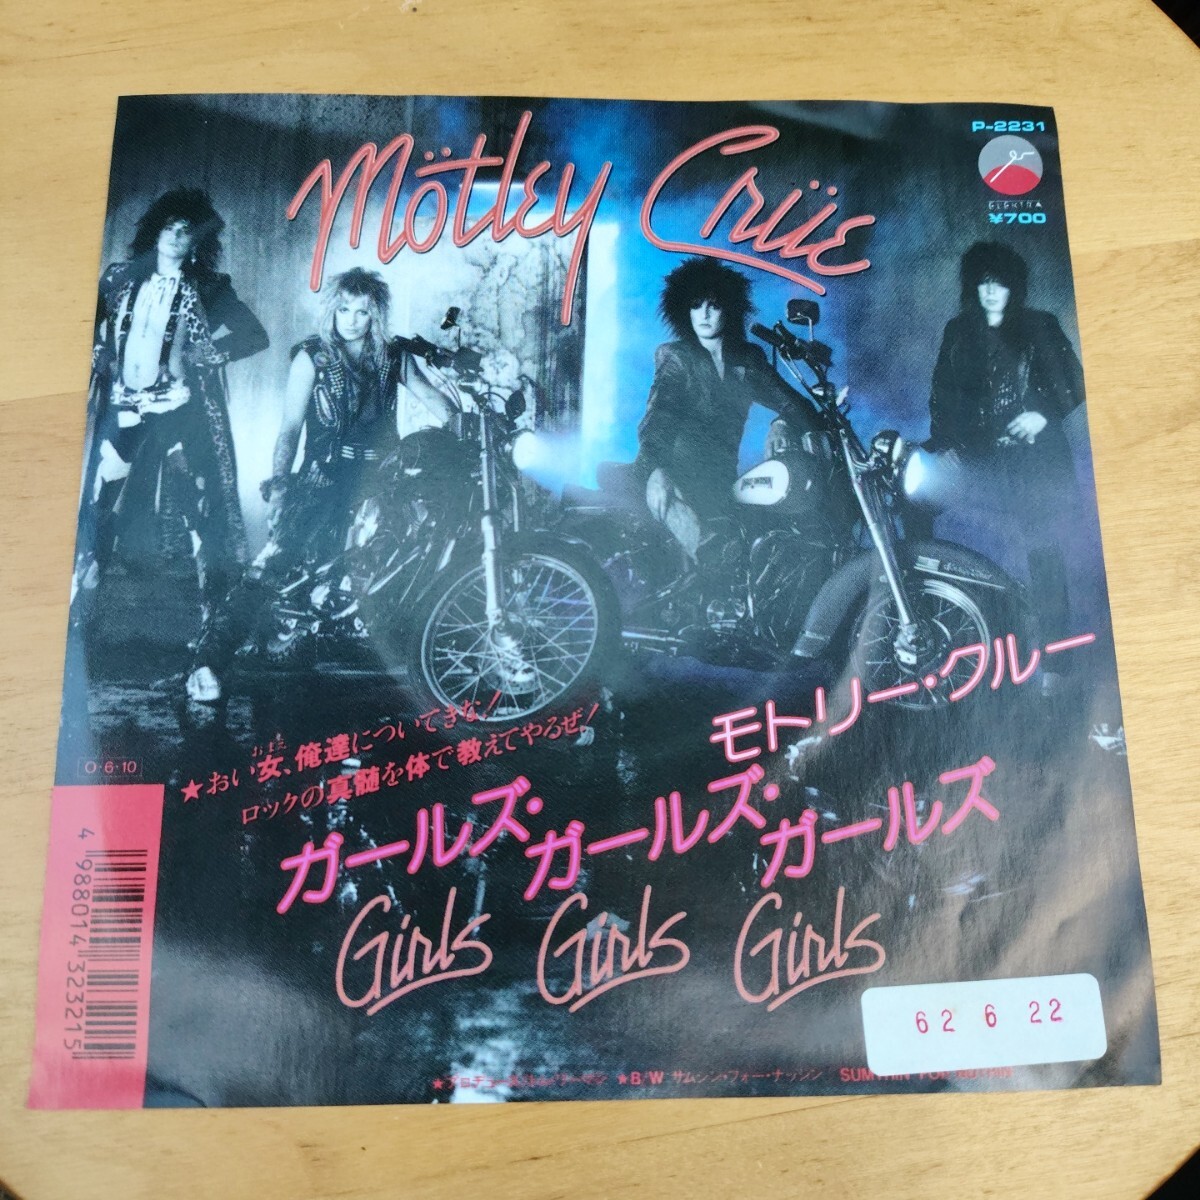 Mötley Crüe
P-2231
ELEKTRA
¥700
モトリー・クルー
★おい女、俺達についてきな!
おまえ
ロックの真髄を体で教えてやるぜ!
ガールズ・ガールズ・ガールズ
Girls Girls Girls
O・6・10
4 988014 323215
62 6 22
★B/W サムシン・フォー・ナッシン